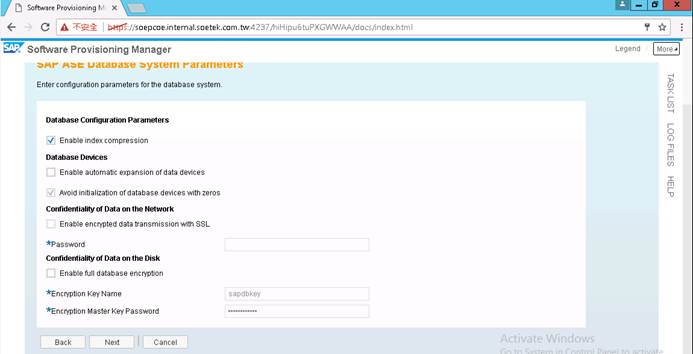 Software Provisioning M
不安全
https://soepcoe.internal.soetek.com.tw:4237/hiHipu6tuPXGWWAA/docs/index.html
SAP Software Provisioning Manager
Legend
More
SAP ASE Database System Parameters
Enter configuration parameters for the database system.
Database Configuration Parameters
Enable index compression
Database Devices
Enable automatic expansion of data devices
Avoid initialization of database devices with zeros
Confidentiality of Data on the Network
Enable encrypted data transmission with SSL
*Password
Confidentiality of Data on the Disk
Enable full database encryption
*Encryption Key Name
sapdbkey
*Encryption Master Key Password
••••••••••••
Back
Next
Cancel
TASK LIST
LOG FILES
HELP
Activate Windows
Go to System in Control Panel to activate